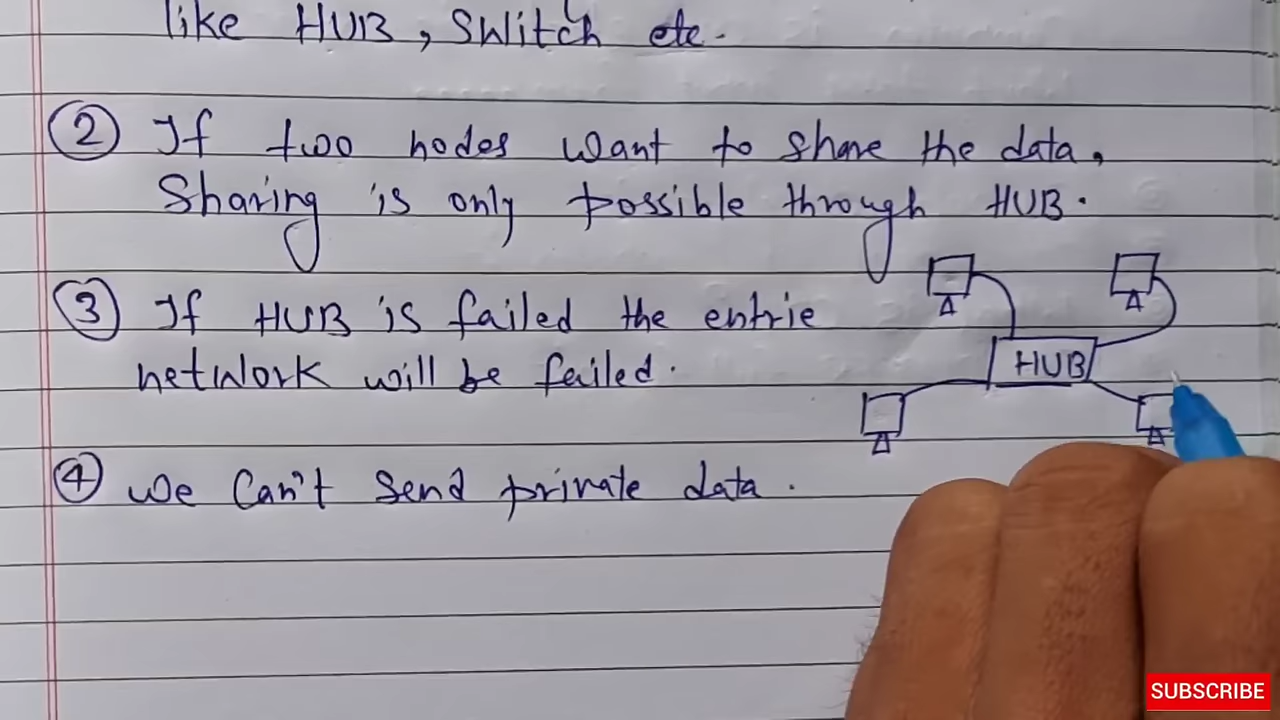 like HUB, Switch etc.
② If two nodes want to share the data,
Sharing is only possible through HUB.
③ If HUB is failed the entrie
network will be failed.
HUB
④ We Can't Send private data.
SUBSCRIBE